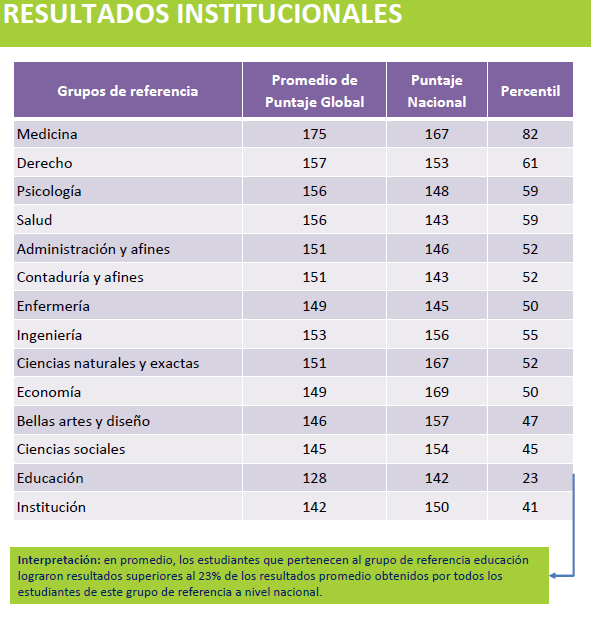 RESULTADOS INSTITUCIONALES
Grupos de referencia Promedio de Puntaje Global Puntaje Nacional Percentil
Medicina 175 167 82
Derecho 157 153 61
Psicología 156 148 59
Salud 156 143 59
Administración y afines 151 146 52
Contaduría y afines 151 143 52
Enfermería 149 145 50
Ingeniería 153 156 55
Ciencias naturales y exactas 151 167 52
Economía 149 169 50
Bellas artes y diseño 146 157 47
Ciencias sociales 145 154 45
Educación 128 142 23
Institución 142 150 41
Interpretación: en promedio, los estudiantes que pertenecen al grupo de referencia educación
lograron resultados superiores al 23% de los resultados promedio obtenidos por todos los
estudiantes de este grupo de referencia a nivel nacional.